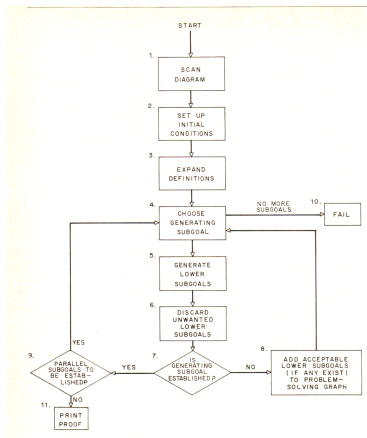 START
1.
SCAN
DIAGRAM
2.
SET UP
INITIAL
CONDITIONS
3.
EXPAND
DEFINITIONS
4.
CHOOSE
GENERATING
SUBGOAL
NO MORE
SUBGOALS
10.
FAIL
5.
GENERATE
LOWER
SUBGOALS
6.
DISCARD
UNWANTED
LOWER
SUBGOALS
7.
IS
GENERATING
SUBGOAL
ESTABLISHED?
NO
8.
ADD ACCEPTABLE
LOWER SUBGOALS
(IF ANY EXIST)
TO PROBLEM-
SOLVING GRAPH
YES
YES
9.
PARALLEL
SUBGOALS TO
BE ESTAB-
LISHED?
NO
11.
PRINT
PROOF